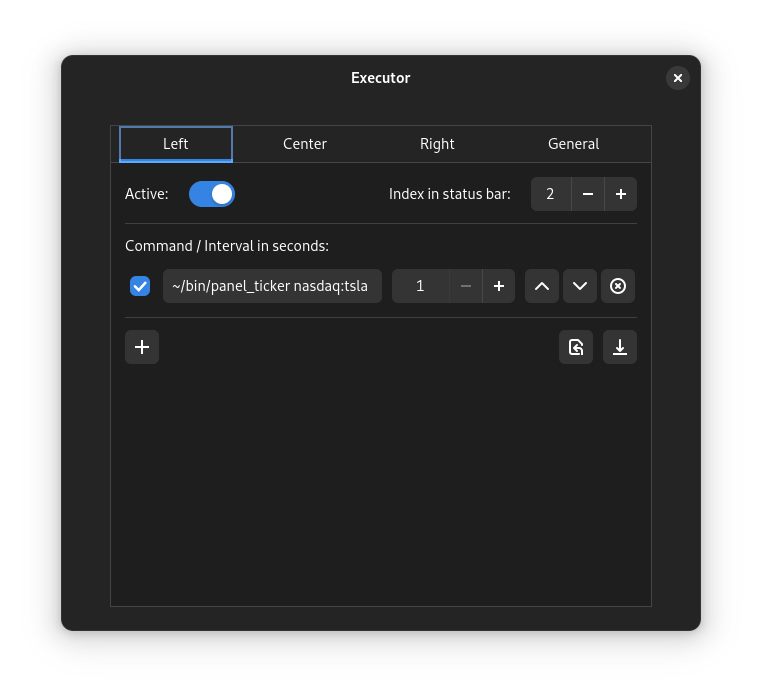 Executor
Left Center Right General
Active: Index in status bar: 2
Command / Interval in seconds:
~/bin/panel_ticker nasdaq:tsla 1